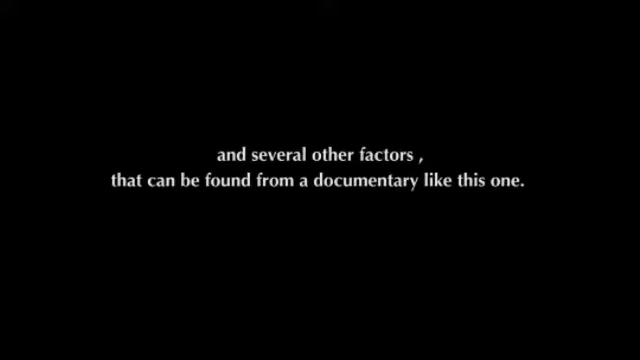 and several other factors ,
that can be found from a documentary like this one.